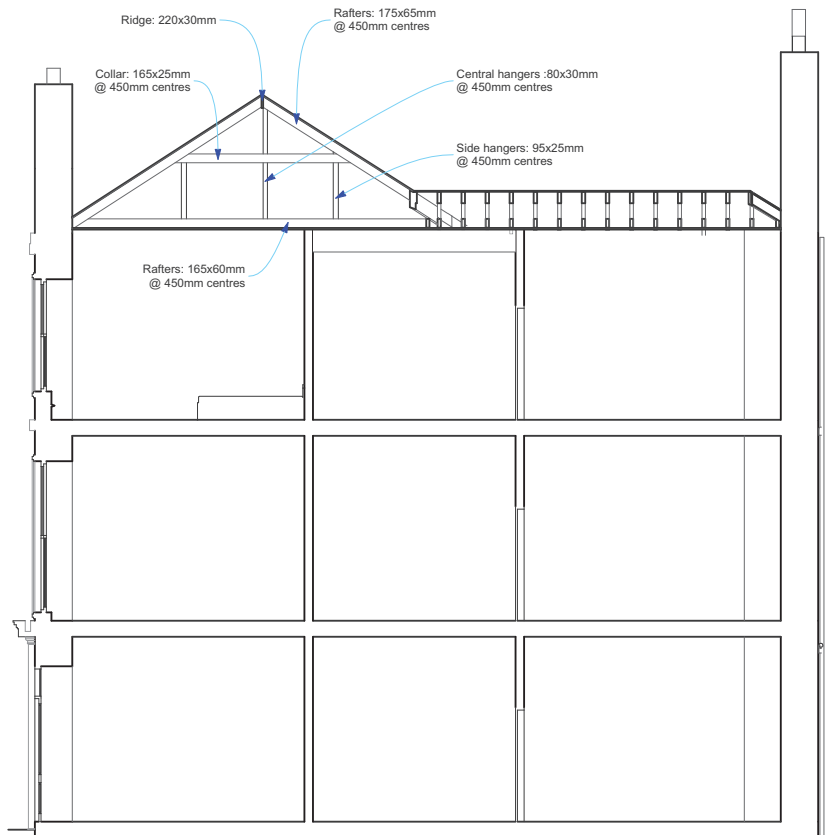 Ridge: 220x30mm
Rafters: 175x65mm
@ 450mm centres
Collar: 165x25mm
@ 450mm centres
Central hangers :80x30mm
@ 450mm centres
Side hangers: 95x25mm
@ 450mm centres
Rafters: 165x60mm
@ 450mm centres